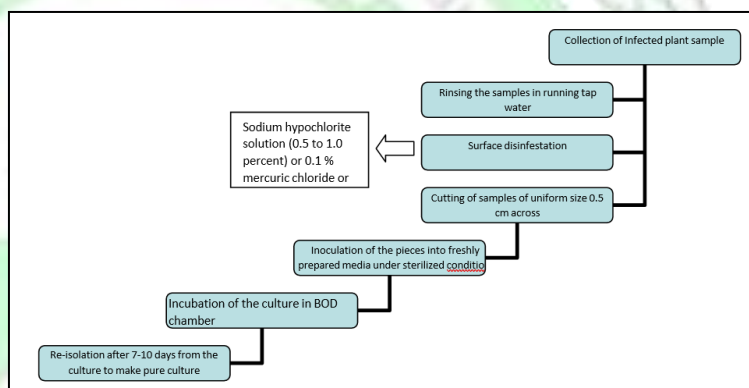 Collection of Infected plant sample
Rinsing the samples in running tap
water
Sodium hypochlorite
solution (0.5 to 1.0
percent) or 0.1 %
mercuric chloride or
Surface disinfestation
Cutting of samples of uniform size 0.5
cm across
Inoculation of the pieces into freshly
prepared media under sterilized conditio
Incubation of the culture in BOD
chamber
Re-isolation after 7-10 days from the
culture to make pure culture